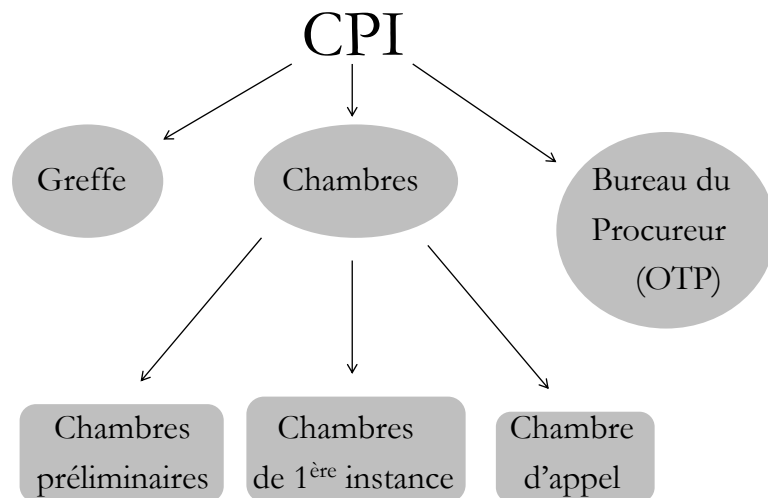 CPI
Greffe
Chambres
Bureau du
Procureur
(OTP)
Chambres
préliminaires
Chambres
de 1ère instance
Chambre
d’appel